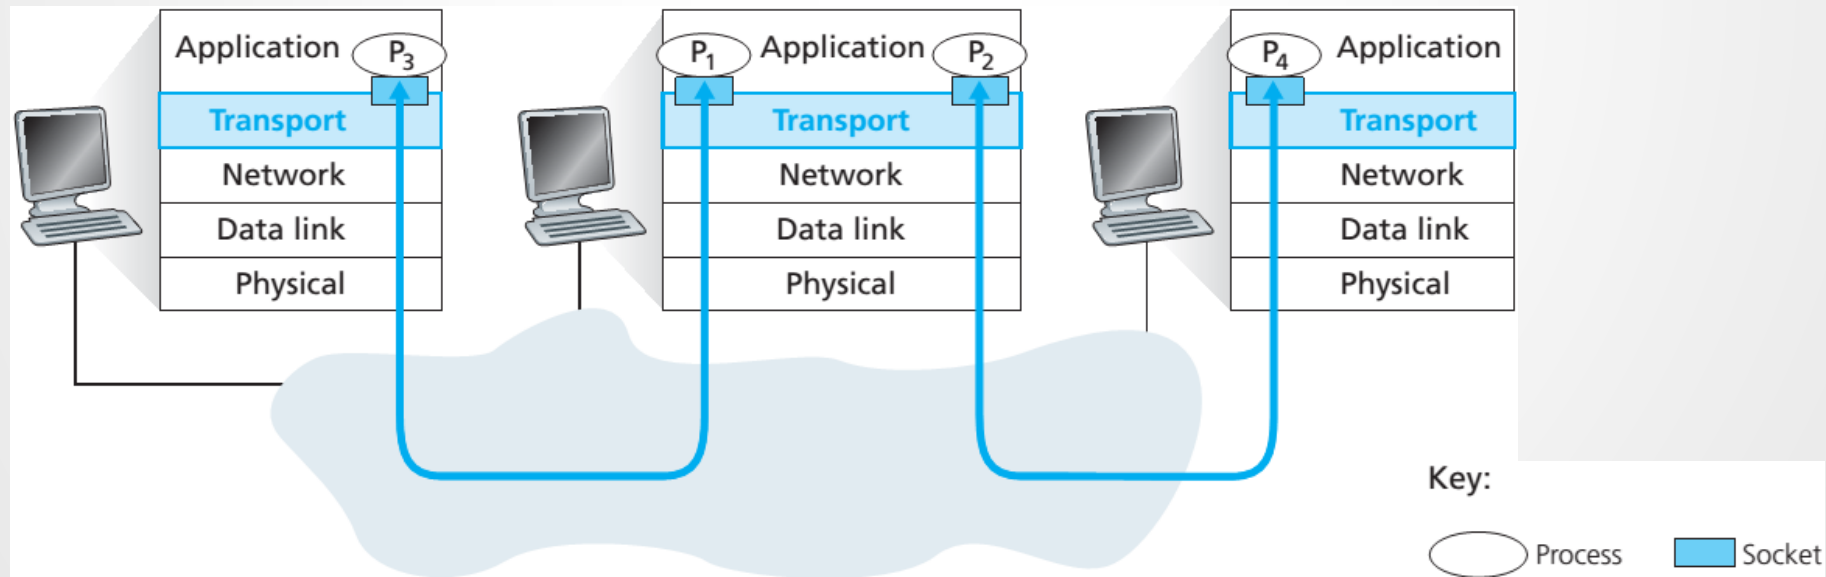 Application P₃
Transport
Network
Data link
Physical
P₁ Application P₂
Transport
Network
Data link
Physical
P₄ Application
Transport
Network
Data link
Physical
Key:
Process
Socket